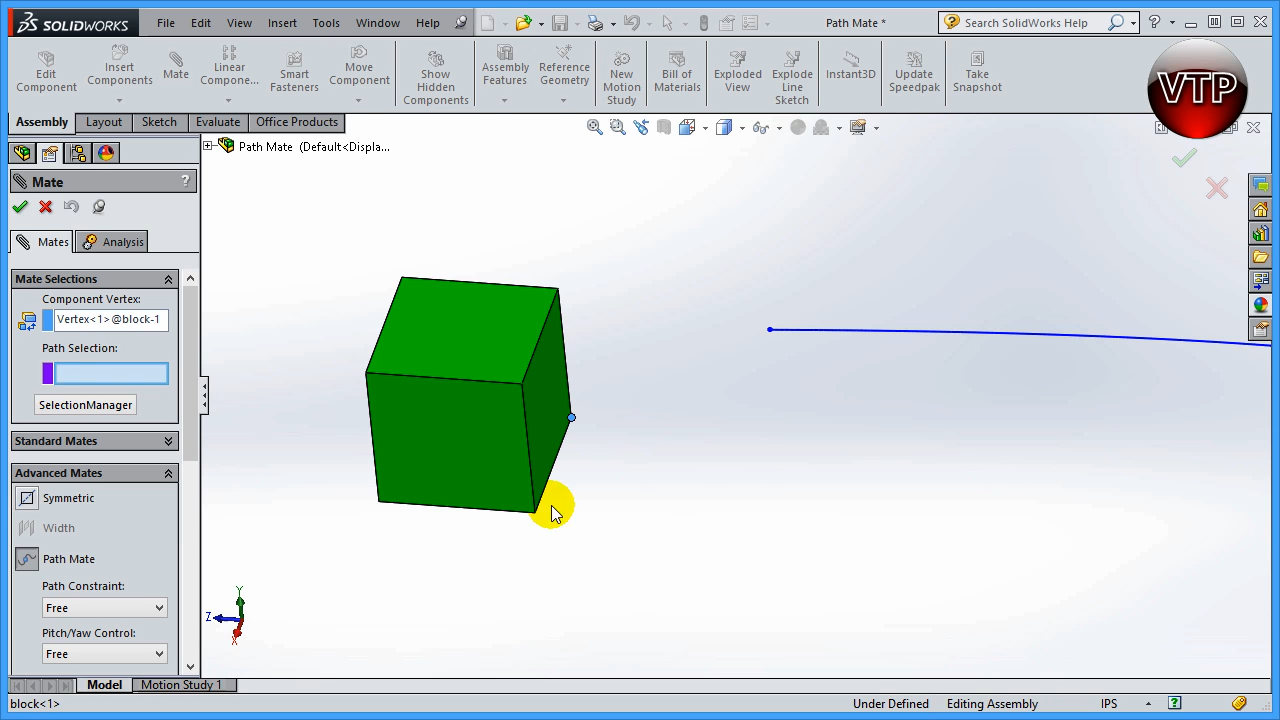 SOLIDWORKS File Edit View Insert Tools Window Help Path Mate * Search SolidWorks Help ?
Edit Component Insert Components Mate Linear Compone... Smart Fasteners Move Component Show Hidden Components Assembly Features Reference Geometry New Motion Study Bill of Materials Exploded View Explode Line Sketch Instant3D Update Speedpak Take Snapshot
VTP
Assembly Layout Sketch Evaluate Office Products
Path Mate (Default<Displa...
Mate ?
Mates Analysis
Mate Selections
Component Vertex:
Vertex<1>@block-1
Path Selection:
SelectionManager
Standard Mates
Advanced Mates
Symmetric
Width
Path Mate
Path Constraint:
Free
Pitch/Yaw Control:
Free
Y
Z
X
Model Motion Study 1
block<1> Under Defined Editing Assembly IPS ?